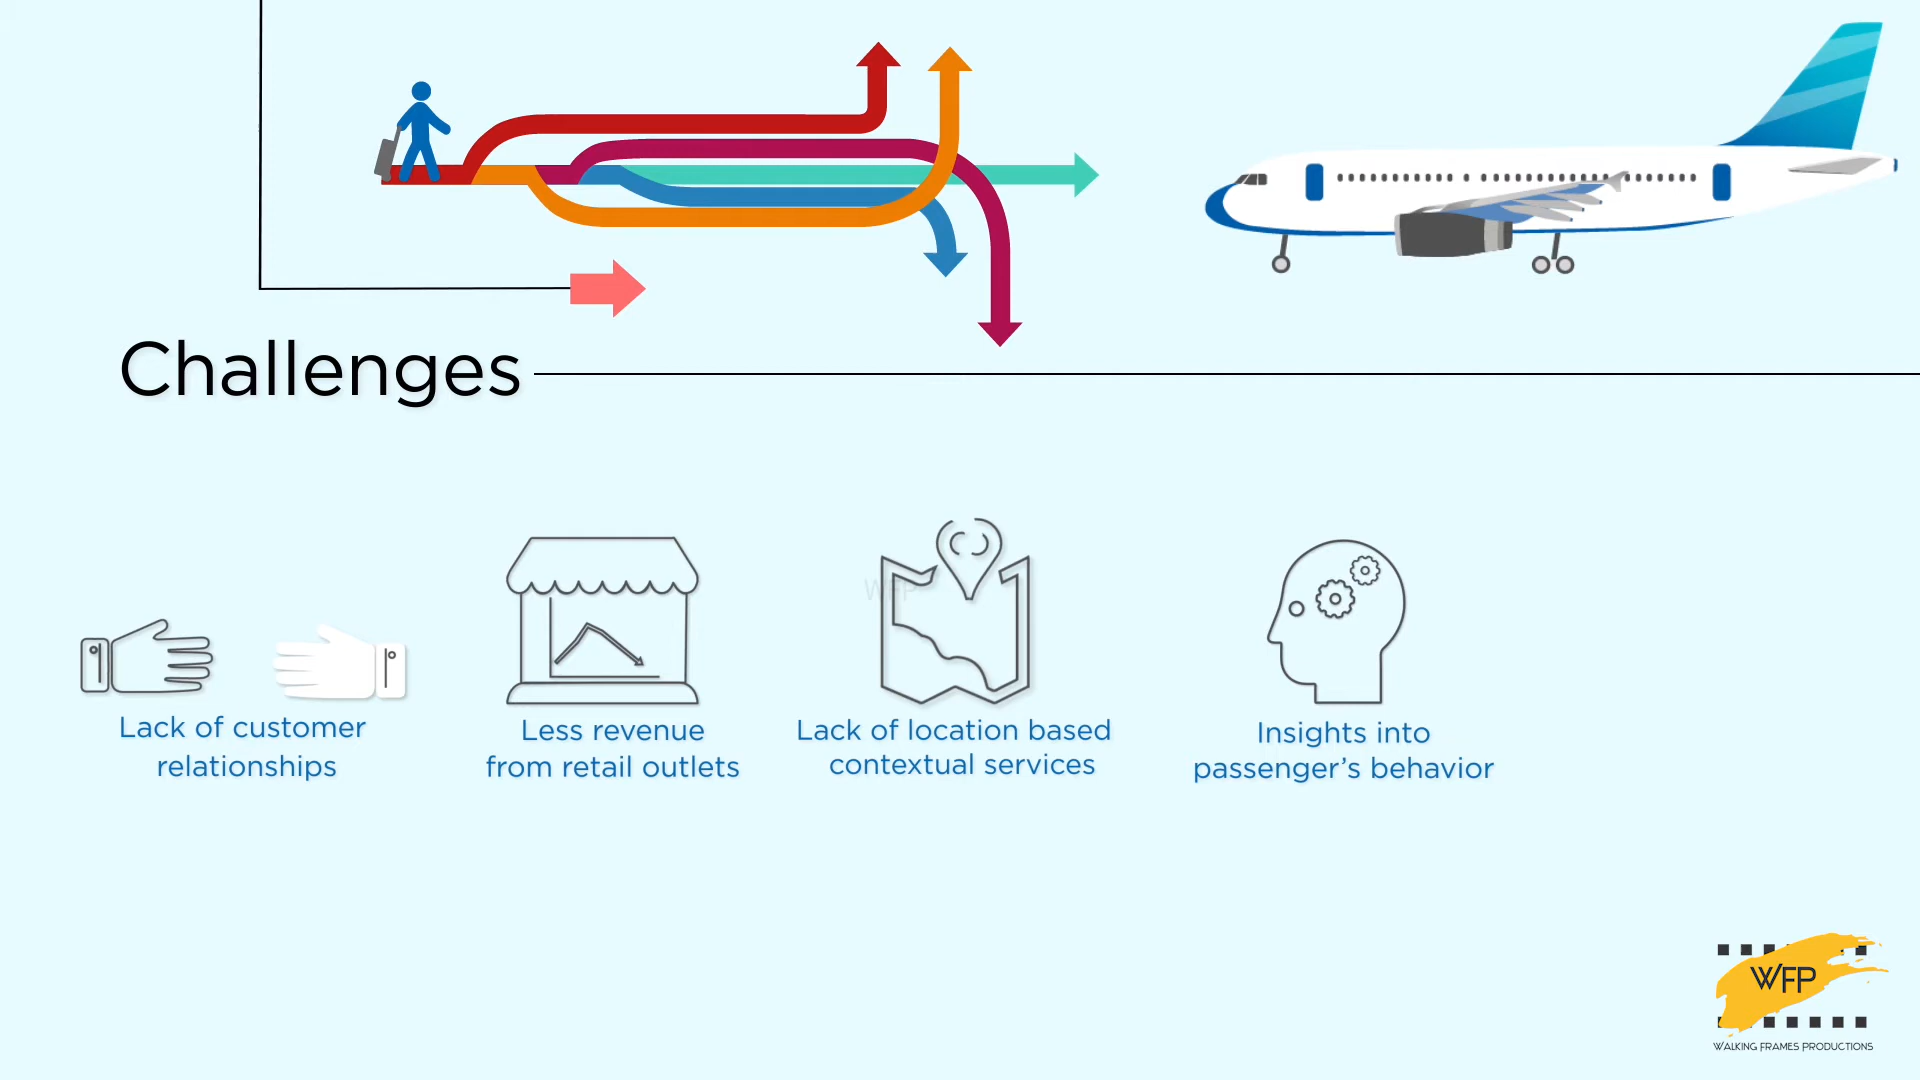 Challenges
Lack of customer
relationships
Less revenue
from retail outlets
WFP
Lack of location based
contextual services
Insights into
passenger's behavior
WFP
WALKING FRAMES PRODUCTIONS